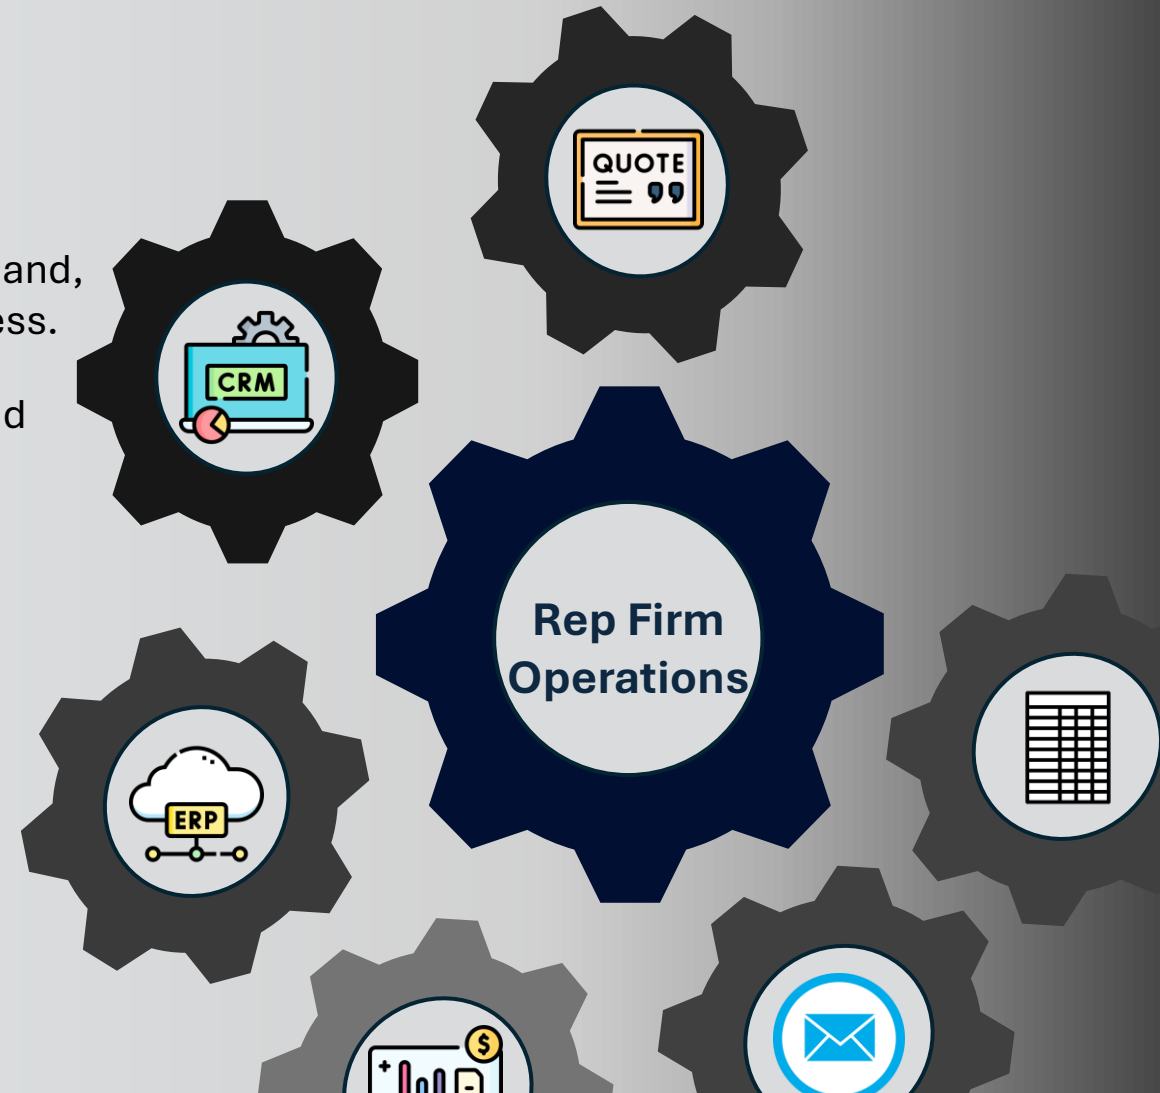 QUOTE
and,
ess.
CRM
d
Rep Firm
Operations
ERP
$